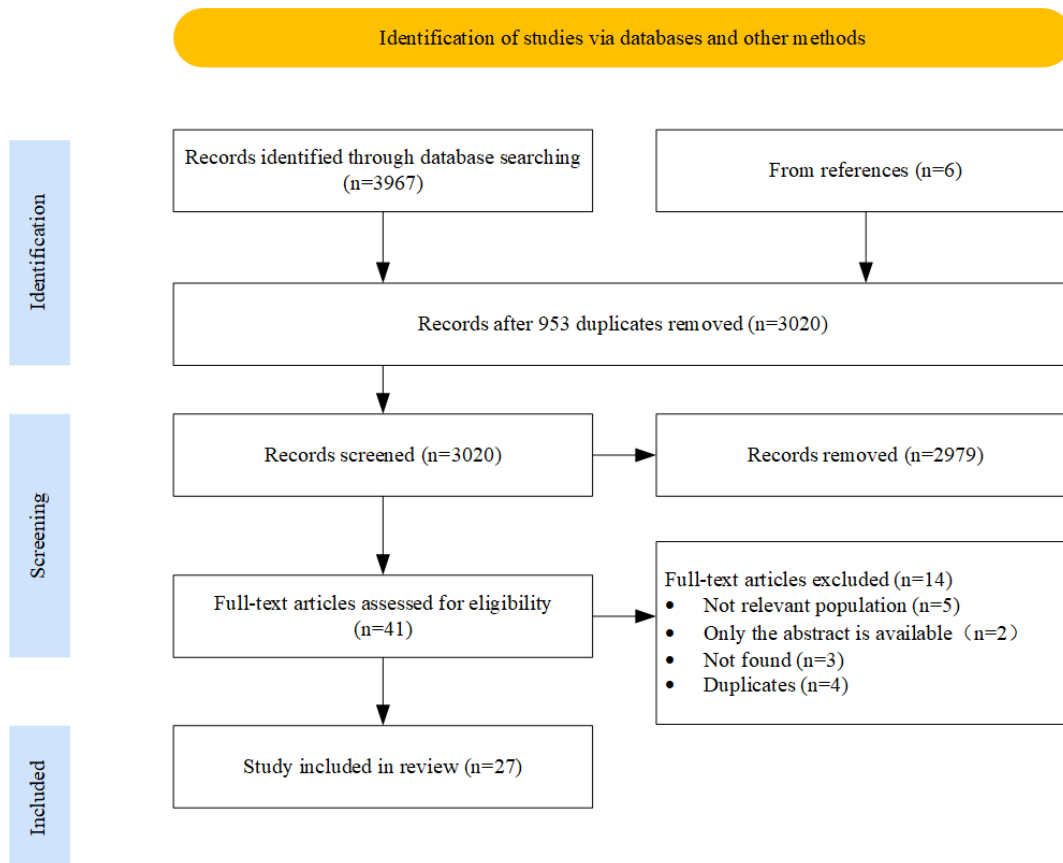 Identification of studies via databases and other methods
Identification
Records identified through database searching
(n=3967)
From references (n=6)
Records after 953 duplicates removed (n=3020)
Screening
Records screened (n=3020)
Records removed (n=2979)
Full-text articles assessed for eligibility
(n=41)
Full-text articles excluded (n=14)
• Not relevant population (n=5)
• Only the abstract is available（n=2）
• Not found (n=3)
• Duplicates (n=4)
Included
Study included in review (n=27)